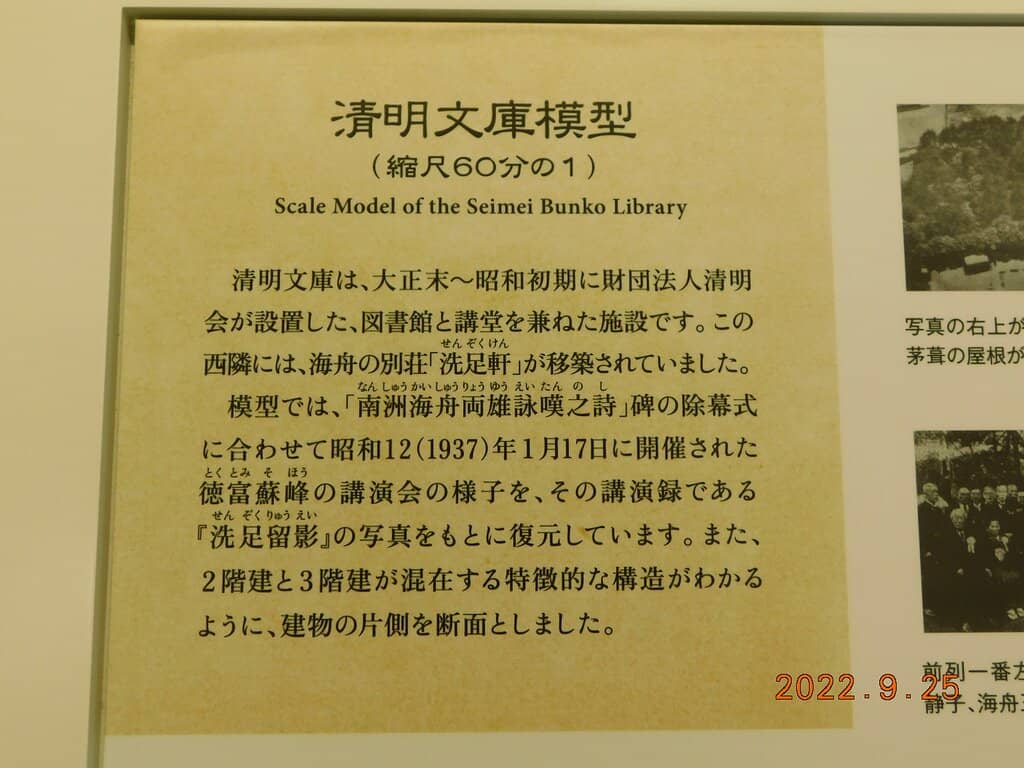 清明文庫模型
（縮尺60分の1）
Scale Model of the Seimei Bunko Library
清明文庫は、大正末～昭和初期に財団法人清明
会が設置した、図書館と講堂を兼ねた施設です。この
せんぞくけん
西隣には、海舟の別荘「洗足軒」が移築されていました。
なんしゅうかいしゅうりょうゆうえいたんのし
模型では、「南洲海舟両雄詠嘆之詩」碑の除幕式
に合わせて昭和12（1937）年1月17日に開催された
とくとみそほう
徳富蘇峰の講演会の様子を、その講演録である
せんぞくりゅうえい
『洗足留影』の写真をもとに復元しています。また、
2階建と3階建が混在する特徴的な構造がわかる
ように、建物の片側を断面としました。
写真の右上が
茅葺の屋根が
前列一番左
静子、海舟三
2022.9.25